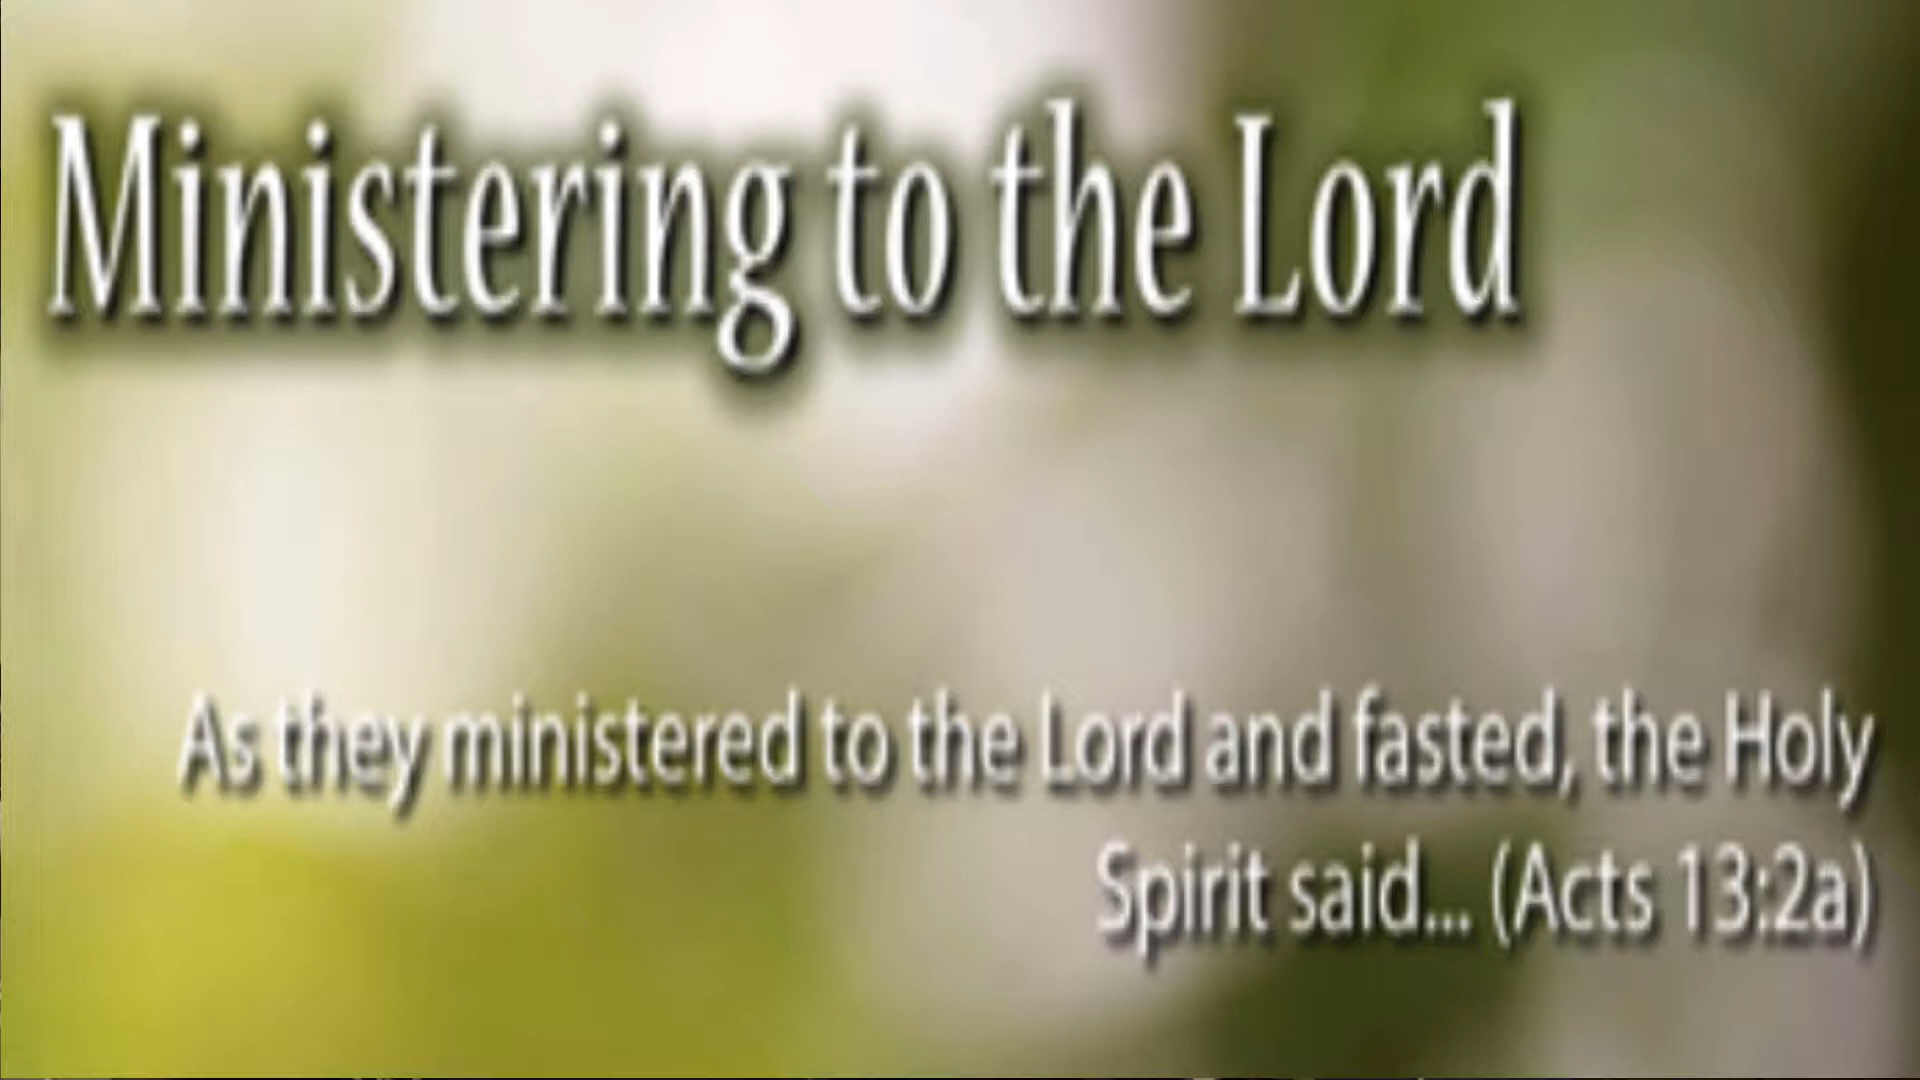 Ministering to the Lord
As they ministered to the Lord and fasted, the Holy
Spirit said... (Acts 13:2a)